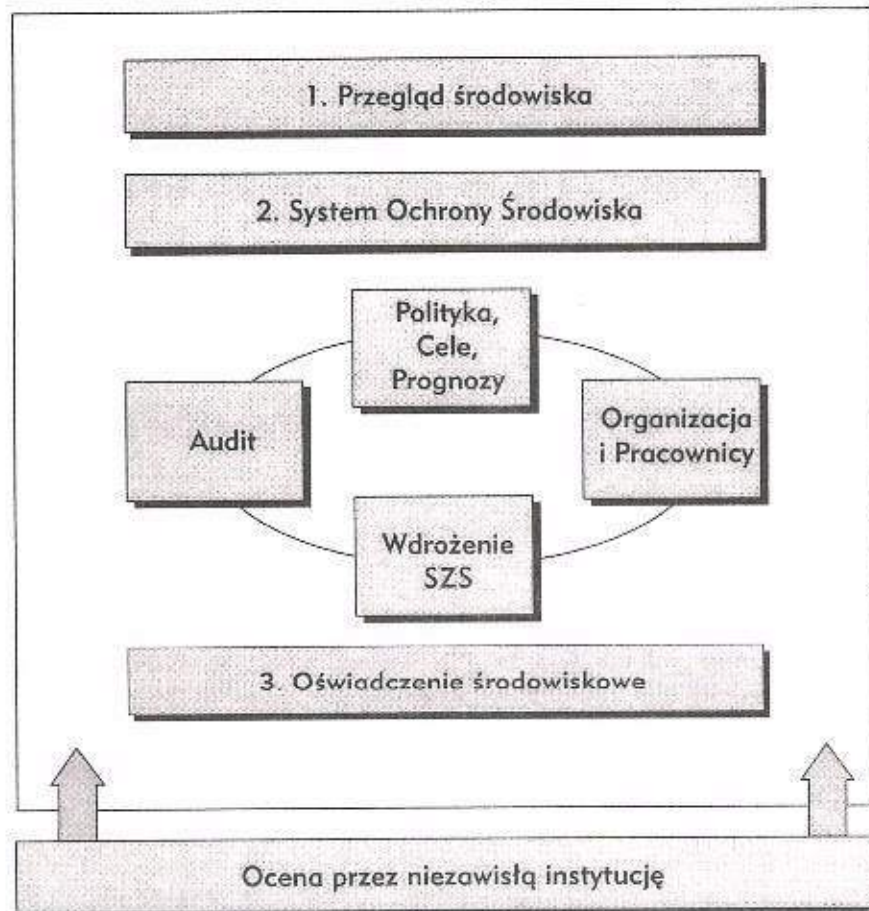 1. Przegląd środowiska
2. System Ochrony Środowiska
Polityka,
Cele,
Prognozy
Audit
Organizacja
i Pracownicy
Wdrożenie
SZS
3. Oświadczenie środowiskowe
Ocena przez niezawisłą instytucję